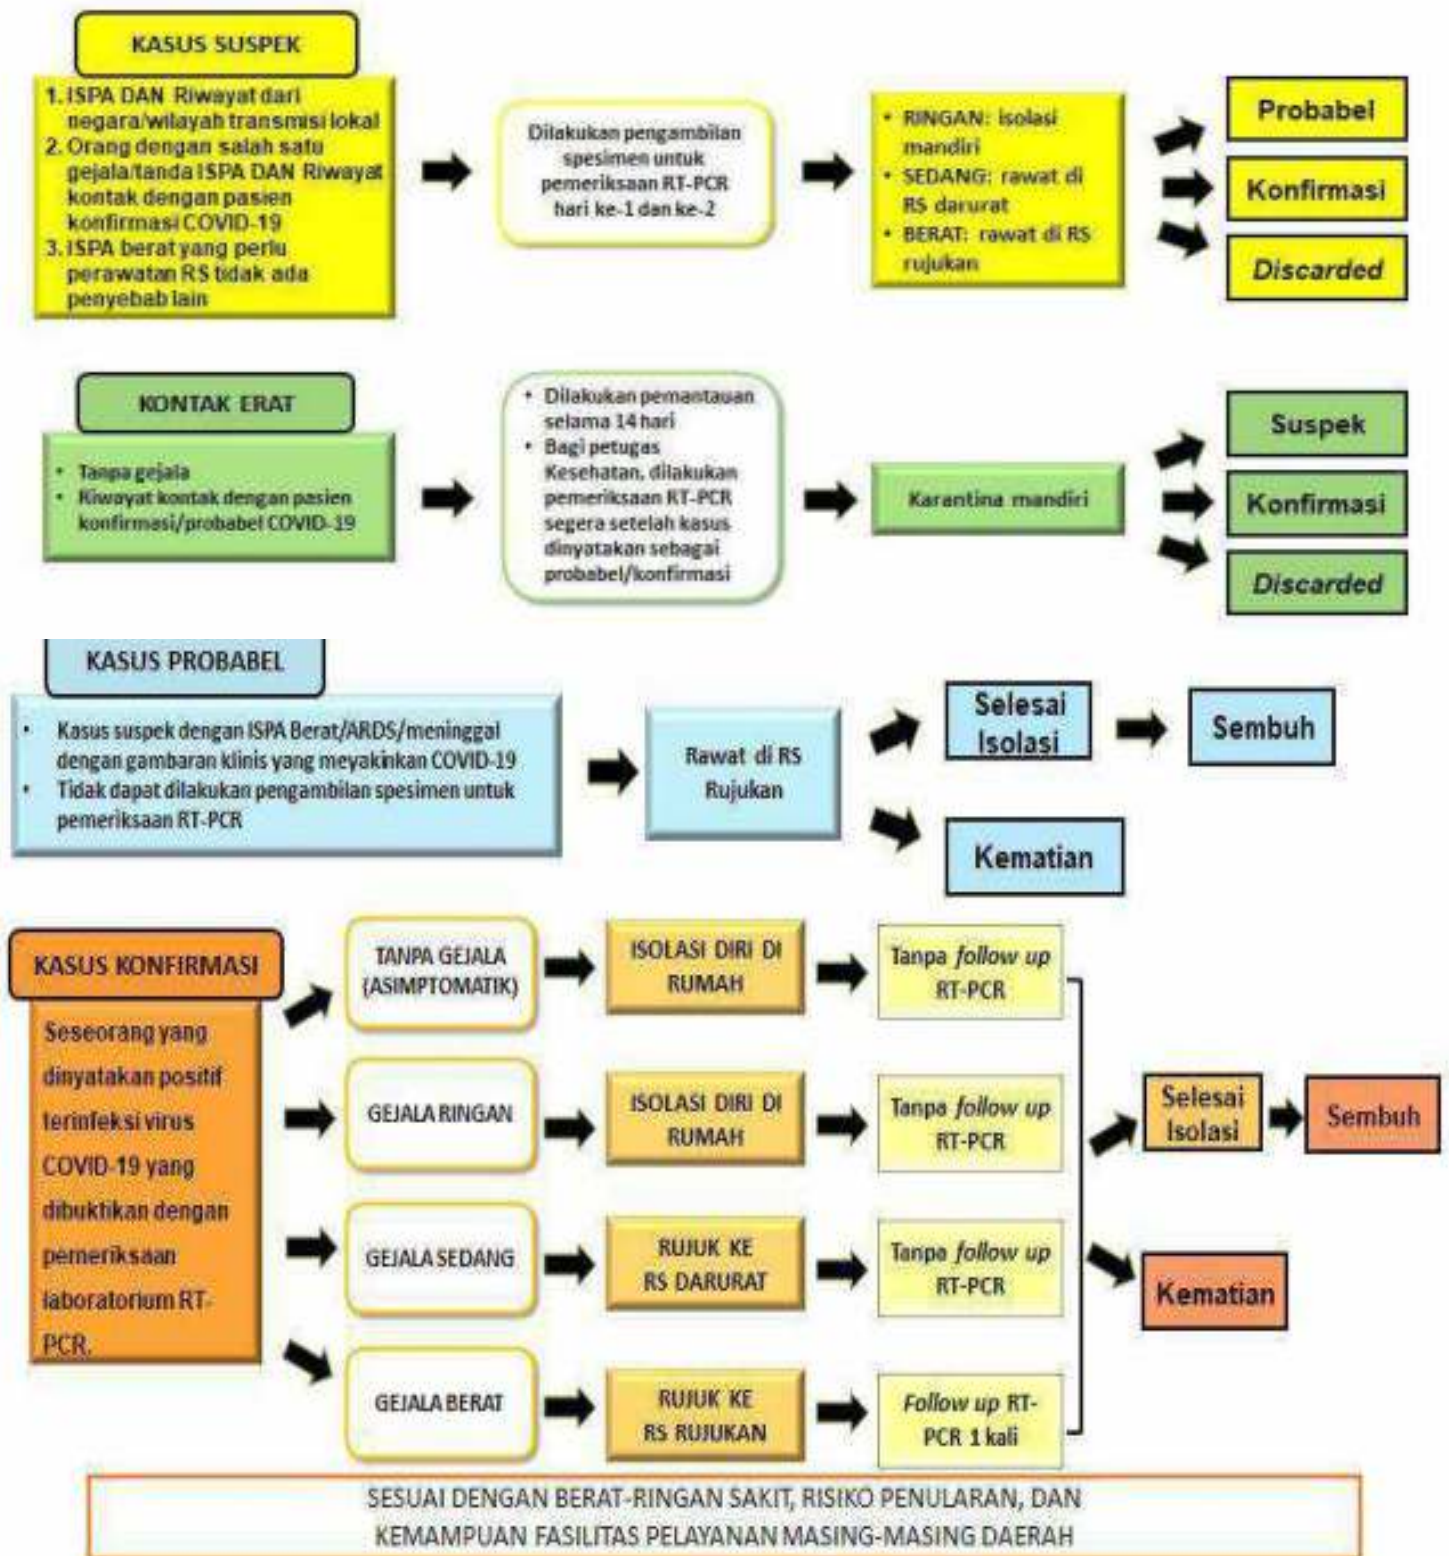 KASUS SUSPEK
1. ISPA DAN Riwayat dari
negara/wilayah transmisi lokal
2. Orang dengan salah satu
gejala/tanda ISPA DAN Riwayat
kontak dengan pasien
konfirmasi COVID-19
3. ISPA berat yang perlu
perawatan RS tidak ada
penyebab lain
Dilakukan pengambilan
spesimen untuk
pemeriksaan RT-PCR
hari ke-1 dan ke-2
• RINGAN: isolasi
mandiri
• SEDANG: rawat di
RS darurat
• BERAT: rawat di RS
rujukan
Probabel
Konfirmasi
Discarded
KONTAK ERAT
• Tanpa gejala
• Riwayat kontak dengan pasien
konfirmasi/probabel COVID-19
• Dilakukan pemantauan
selama 14 hari
• Bagi petugas
Kesehatan, dilakukan
pemeriksaan RT-PCR
segera setelah kasus
dinyatakan sebagai
probabel/konfirmasi
Karantina mandiri
Suspek
Konfirmasi
Discarded
KASUS PROBABEL
• Kasus suspek dengan ISPA Berat/ARDS/meninggal
dengan gambaran klinis yang meyakinkan COVID-19
• Tidak dapat dilakukan pengambilan spesimen untuk
pemeriksaan RT-PCR
Rawat di RS
Rujukan
Selesai
Isolasi
Sembuh
Kematian
KASUS KONFIRMASI
Seseorang yang
dinyatakan positif
terinfeksi virus
COVID-19 yang
dibuktikan dengan
pemeriksaan
laboratorium RT-
PCR.
TANPA GEJALA
(ASIMPTOMATIK)
ISOLASI DIRI DI
RUMAH
Tanpa follow up
RT-PCR
GEJALA RINGAN
ISOLASI DIRI DI
RUMAH
Tanpa follow up
RT-PCR
GEJALA SEDANG
RUJUK KE
RS DARURAT
Tanpa follow up
RT-PCR
GEJALA BERAT
RUJUK KE
RS RUJUKAN
Follow up RT-
PCR 1 kali
Selesai
Isolasi
Sembuh
Kematian
SESUAI DENGAN BERAT-RINGAN SAKIT, RISIKO PENULARAN, DAN
KEMAMPUAN FASILITAS PELAYANAN MASING-MASING DAERAH